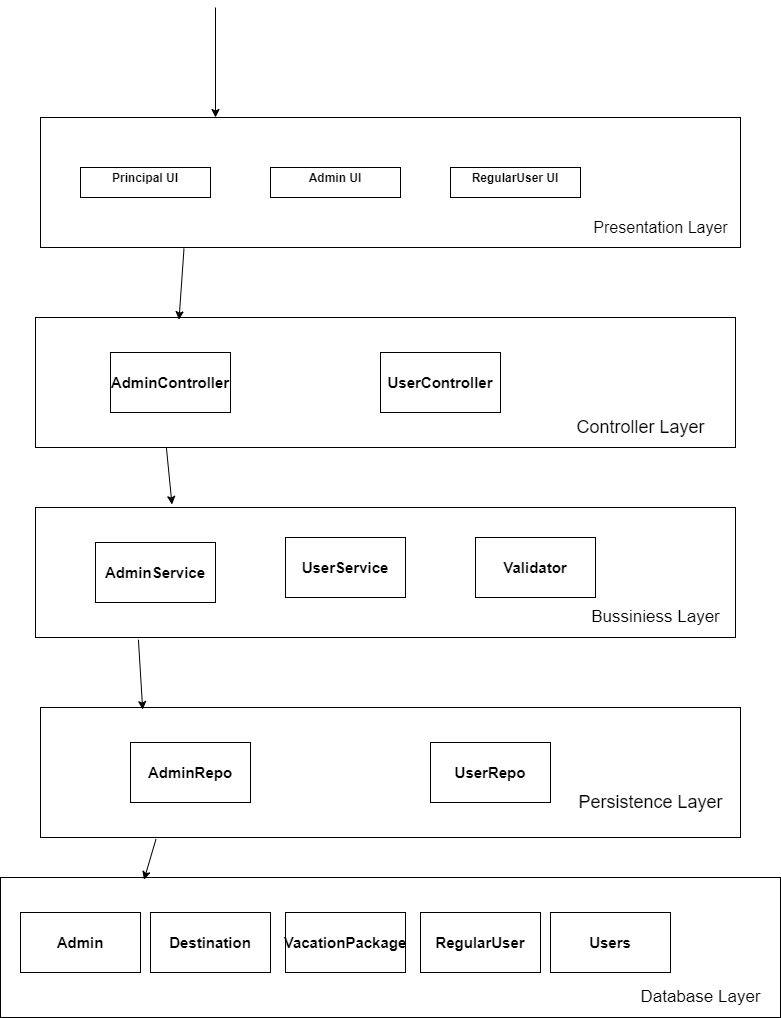 Principal UI
Admin UI
RegularUser UI
Presentation Layer
AdminController
UserController
Controller Layer
AdminService
UserService
Validator
Bussiniess Layer
AdminRepo
UserRepo
Persistence Layer
Admin
Destination
VacationPackage
RegularUser
Users
Database Layer